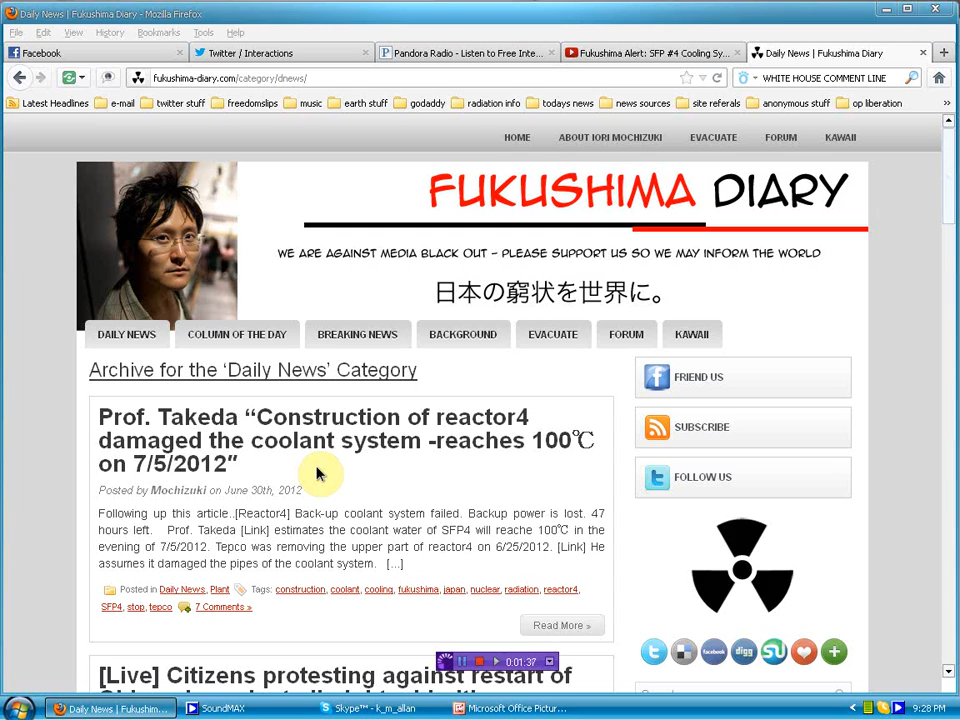 Daily News | Fukushima Diary - Mozilla Firefox
File Edit View History Bookmarks Tools Help
Facebook Twitter / Interactions Pandora Radio - Listen to Free Inte... Fukushima Alert: SFP #4 Cooling Sy... Daily News | Fukushima Diary
fukushima-diary.com/category/dnews/ WHITE HOUSE COMMENT LINE
Latest Headlines e-mail twitter stuff freedomslips music earth stuff godaddy radiation info todays news news sources site referals anonymous stuff op liberation »
HOME ABOUT IORI MOCHIZUKI EVACUATE FORUM KAWAII
FUKUSHIMA DIARY
WE ARE AGAINST MEDIA BLACK OUT - PLEASE SUPPORT US SO WE MAY INFORM THE WORLD
日本の窮状を世界に。
DAILY NEWS COLUMN OF THE DAY BREAKING NEWS BACKGROUND EVACUATE FORUM KAWAII
Archive for the ‘Daily News’ Category
Prof. Takeda “Construction of reactor4
damaged the coolant system -reaches 100℃
on 7/5/2012″
Posted by Mochizuki on June 30th, 2012
Following up this article..[Reactor4] Back-up coolant system failed. Backup power is lost. 47
hours left. Prof. Takeda [Link] estimates the coolant water of SFP4 will reache 100℃ in the
evening of 7/5/2012. Tepco was removing the upper part of reactor4 on 6/25/2012. [Link] He
assumes it damaged the pipes of the coolant system. [...]
Posted in Daily News, Plant Tags: construction, coolant, cooling, fukushima, japan, nuclear, radiation, reactor4,
SFP4, stop, tepco 7 Comments »
Read More »
[Live] Citizens protesting against restart of
FRIEND US
SUBSCRIBE
FOLLOW US
facebook digg
0:01:37
Daily News | Fukushim... SoundMAX Skype™ - k_m_allan Microsoft Office Pictur... 9:28 PM